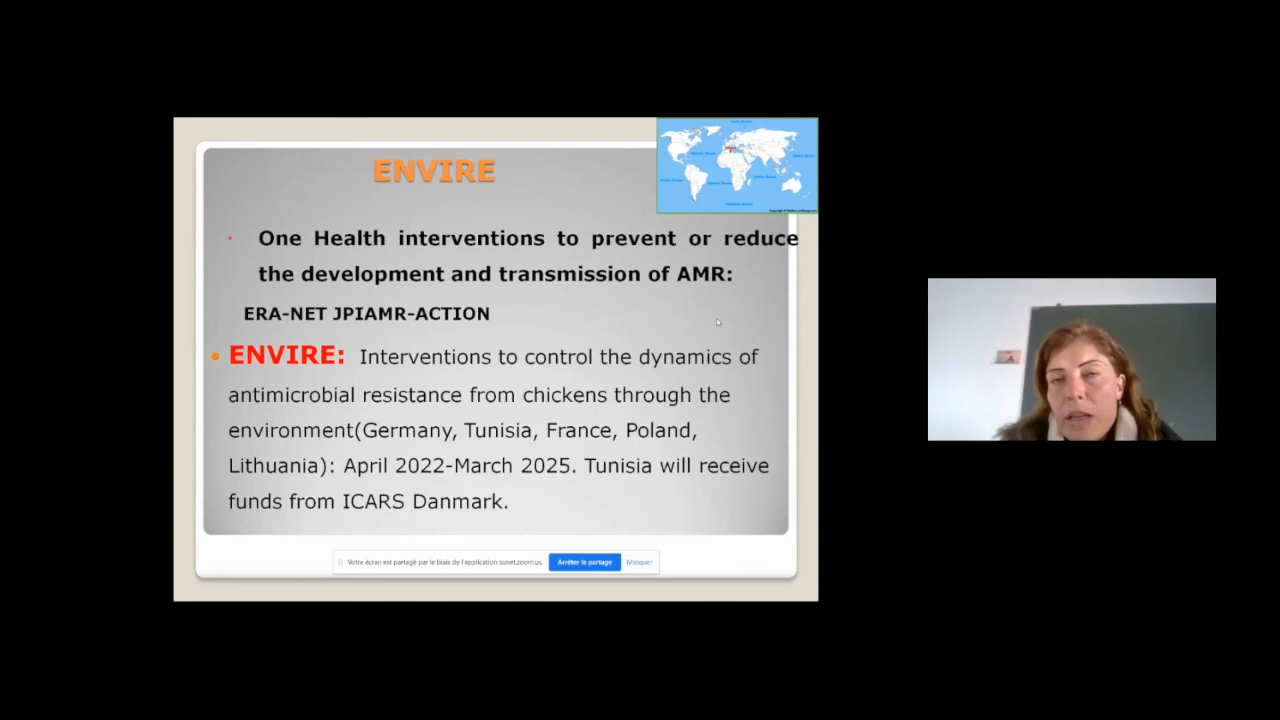 ENVIRE
One Health interventions to prevent or reduce
the development and transmission of AMR:
ERA-NET JPIAMR-ACTION
ENVIRE: Interventions to control the dynamics of
antimicrobial resistance from chickens through the
environment(Germany, Tunisia, France, Poland,
Lithuania): April 2022-March 2025. Tunisia will receive
funds from ICARS Danmark.
Votre écran est partagé par le biais de l'application sunet.zoom.us. Arrêter le partage Masquer